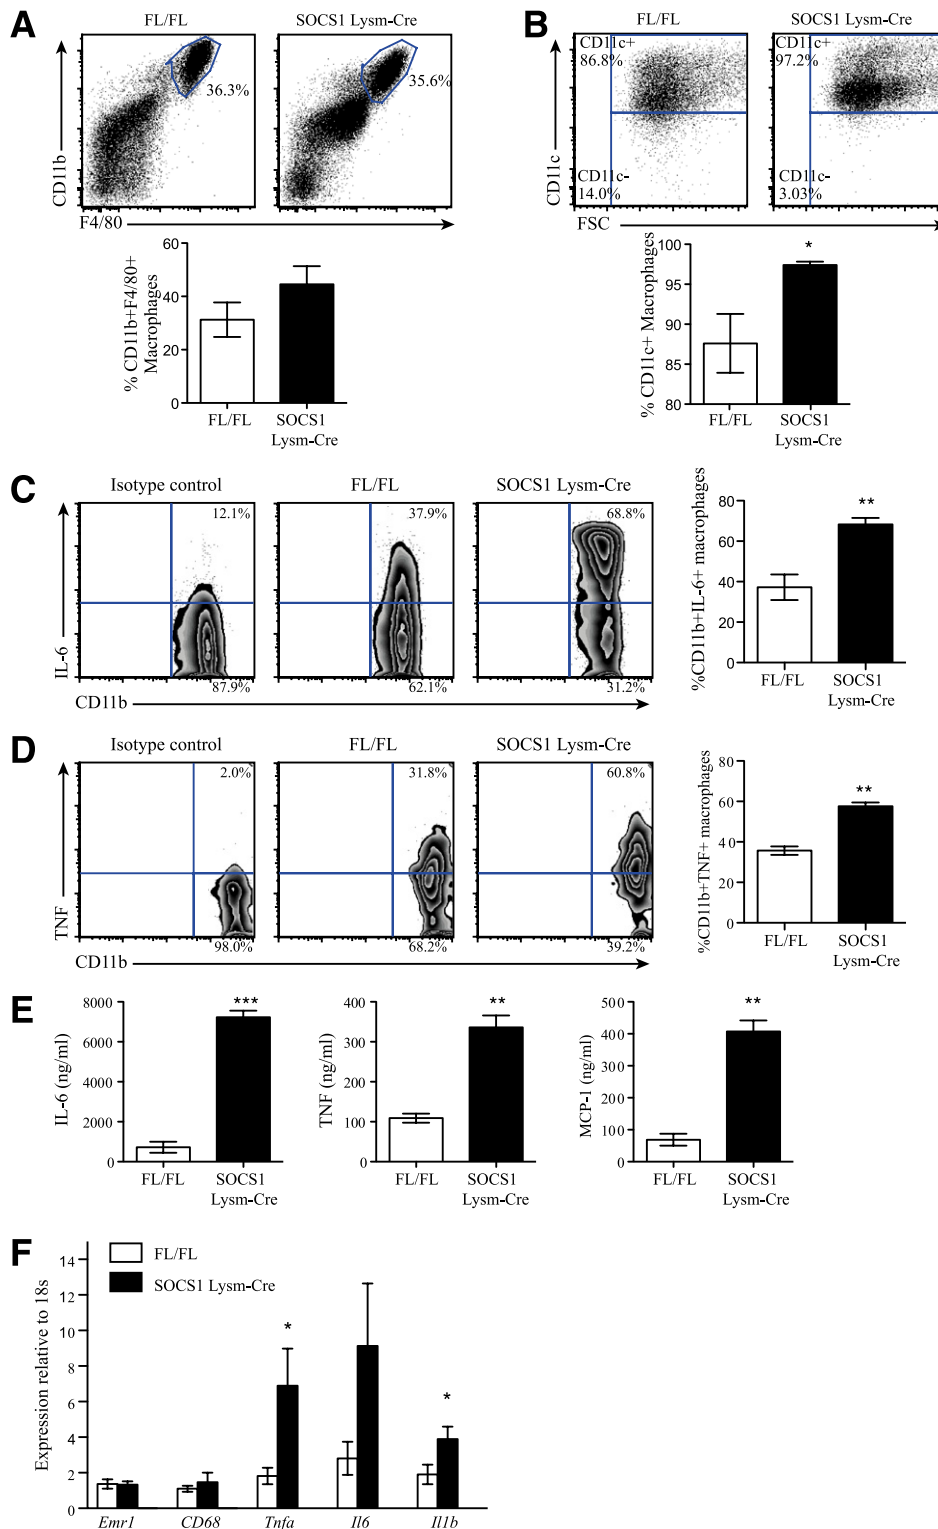 A
FL/FL
SOCS1 Lysm-Cre
36.3%
35.6%
CD11b
F4/80
% CD11b+F4/80+
Macrophages
60
40
20
0
FL/FL
SOCS1
Lysm-Cre
B
FL/FL
SOCS1 Lysm-Cre
CD11c+
86.8%
CD11c-
14.0%
CD11c+
97.2%
CD11c-
3.03%
CD11c
FSC
% CD11c+ Macrophages
100
95
90
85
80
*
FL/FL
SOCS1
Lysm-Cre
C
Isotype control
FL/FL
SOCS1 Lysm-Cre
12.1%
37.9%
68.8%
87.9%
62.1%
31.2%
IL-6
CD11b
%CD11b+IL-6+ macrophages
80
60
40
20
0
**
FL/FL
SOCS1
Lysm-Cre
D
Isotype control
FL/FL
SOCS1 Lysm-Cre
2.0%
31.8%
60.8%
98.0%
68.2%
39.2%
TNF
CD11b
%CD11b+TNF+ macrophages
80
60
40
20
0
**
FL/FL
SOCS1
Lysm-Cre
E
IL-6 (ng/ml)
8000
6000
4000
2000
0
***
FL/FL
SOCS1
Lysm-Cre
TNF (ng/ml)
400
300
200
100
0
**
FL/FL
SOCS1
Lysm-Cre
MCP-1 (ng/ml)
500
400
300
200
100
0
**
FL/FL
SOCS1
Lysm-Cre
F
FL/FL
SOCS1 Lysm-Cre
Expression relative to 18s
14
12
10
8
6
4
2
0
*
*
Emr1
CD68
Tnfa
Il6
Il1b